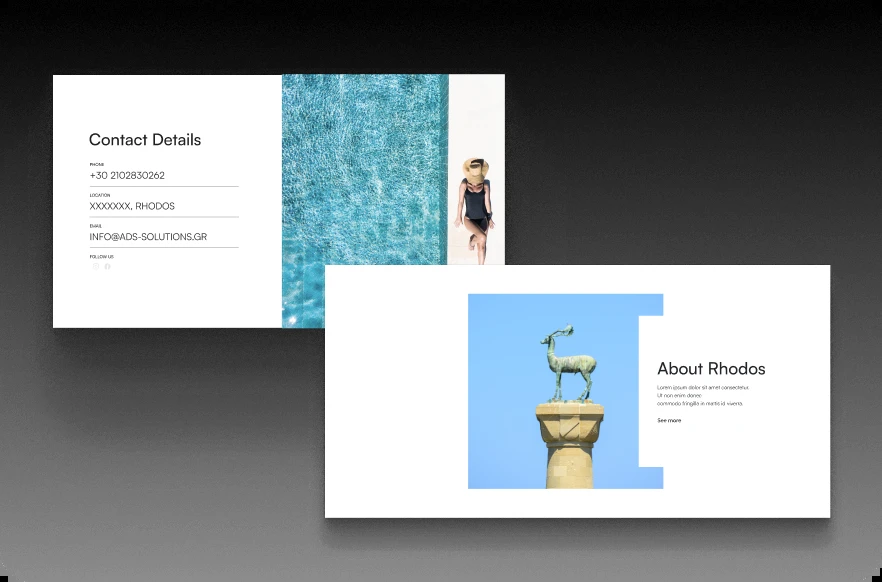 Contact Details
PHONE
+30 2102830262
LOCATION
XXXXXXX, RHODOS
EMAIL
INFO@ADS-SOLUTIONS.GR
FOLLOW US
About Rhodos
Lorem ipsum dolor sit amet consectetur.
Ut non enim donec
commodo fringilla in mattis id viverra
See more